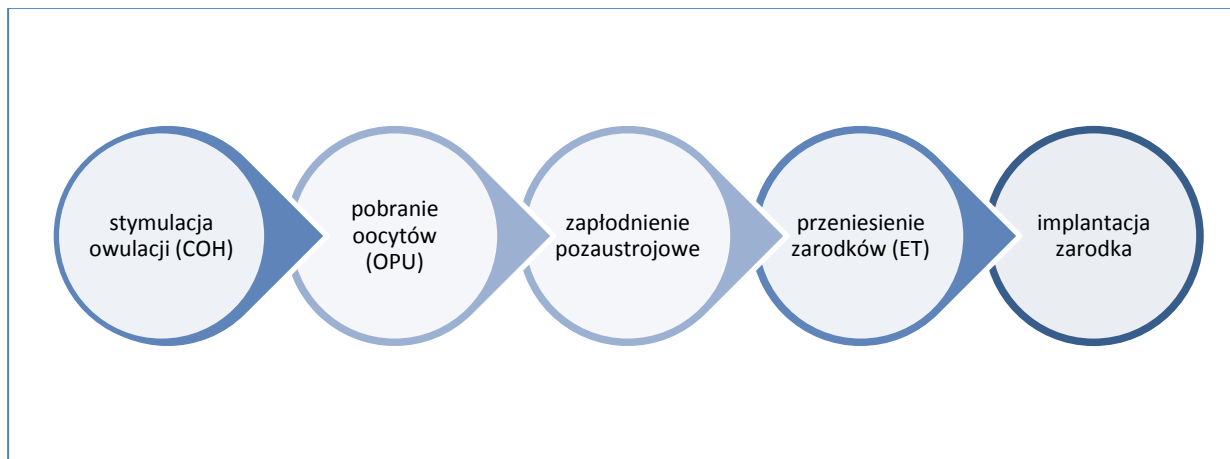 stymulacja
owulacji (COH)
pobranie
oocytów
(OPU)
zapłodnienie
pozaustrojowe
przeniesienie
zarodków (ET)
implantacja
zarodka